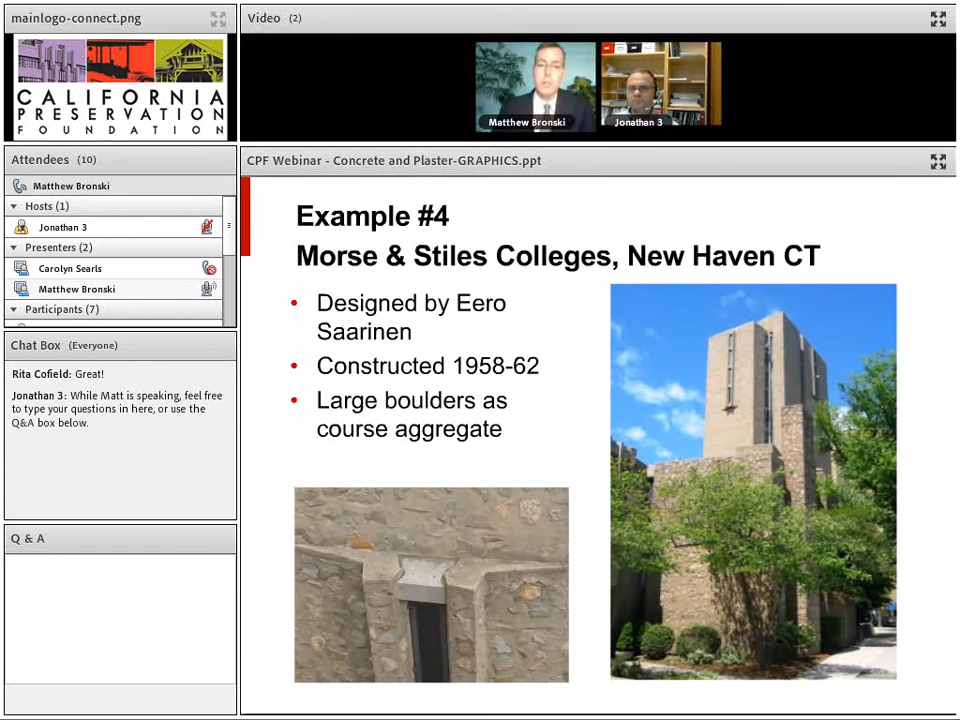 mainlogo-connect.png
CALIFORNIA
PRESERVATION
FOUNDATION
Video (2)
Matthew Bronski
Jonathan 3
Attendees (10)
Matthew Bronski
Hosts (1)
Jonathan 3
Presenters (2)
Carolyn Searls
Matthew Bronski
Participants (7)
Chat Box (Everyone)
Rita Cofield: Great!
Jonathan 3: While Matt is speaking, feel free
to type your questions in here, or use the
Q&A box below.
Q & A
CPF Webinar - Concrete and Plaster-GRAPHICS.ppt
Example #4
Morse & Stiles Colleges, New Haven CT
• Designed by Eero
Saarinen
• Constructed 1958-62
• Large boulders as
course aggregate